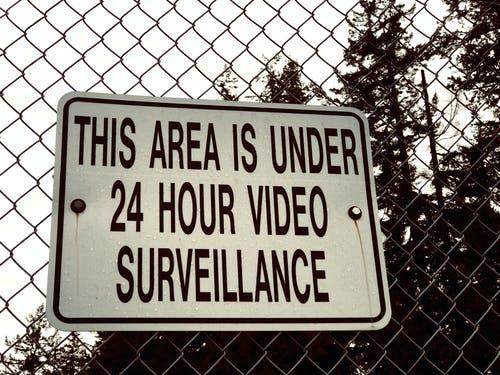 THIS AREA IS UNDER
24 HOUR VIDEO
SURVEILLANCE